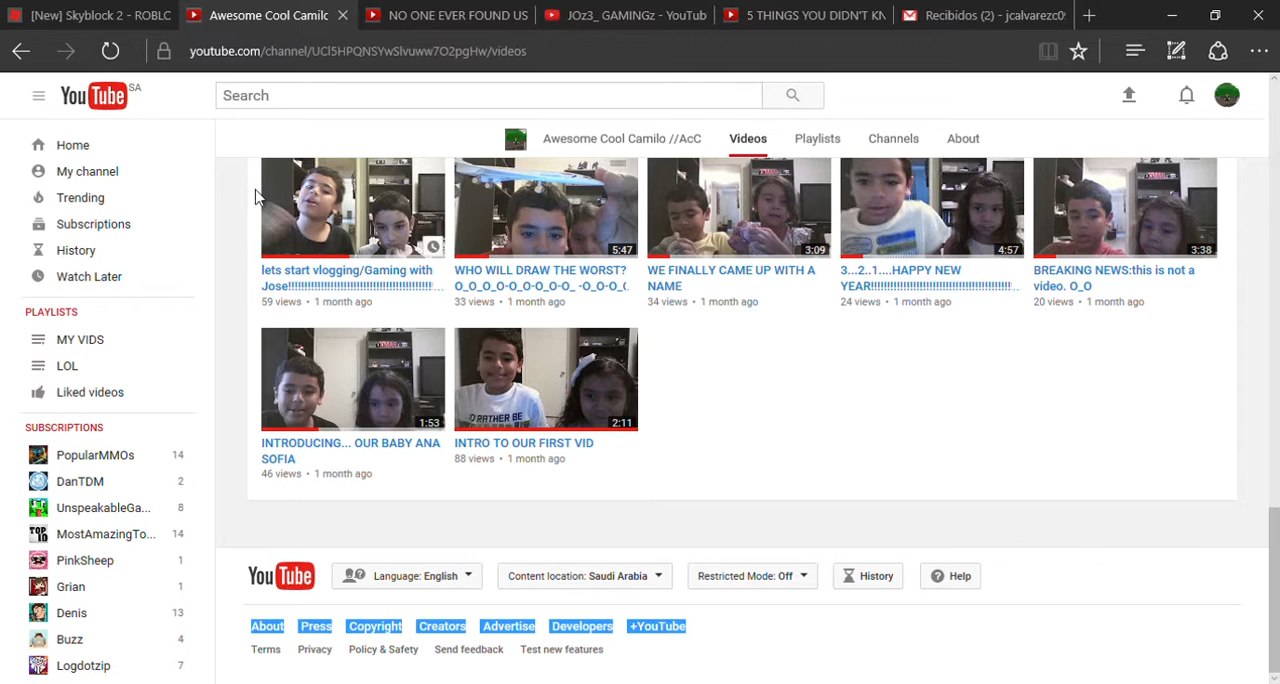 [New] Skyblock 2 - ROBLC
Awesome Cool Camilo
NO ONE EVER FOUND US
JOz3_ GAMINGz - YouTub
5 THINGS YOU DIDN'T KN
Recibidos (2) - jcalvarezc0
youtube.com/channel/UCl5HPQNSYwSlvuww7O2pgHw/videos
YouTube SA
Search
Awesome Cool Camilo //AcC
Videos
Playlists
Channels
About
Home
My channel
Trending
Subscriptions
History
Watch Later
PLAYLISTS
MY VIDS
LOL
Liked videos
SUBSCRIPTIONS
PopularMMOs 14
DanTDM 2
UnspeakableGa... 8
MostAmazingTo... 14
PinkSheep 1
Grian 1
Denis 13
Buzz 4
Logdotzip 7
5:47
3:09
4:57
3:38
lets start vlogging/Gaming with
Jose!!!!!!!!!!!!!!!!!!!!!!!!!!!!!!!!!!!!!!!!!!!...
59 views • 1 month ago
WHO WILL DRAW THE WORST?
O_O_O_O-O_O-O-O_ -O_O-O_(
33 views • 1 month ago
WE FINALLY CAME UP WITH A
NAME
34 views • 1 month ago
3...2..1....HAPPY NEW
YEAR!!!!!!!!!!!!!!!!!!!!!!!!!!!!!!!!!!!!!!!!...
24 views • 1 month ago
BREAKING NEWS:this is not a
video. O_O
20 views • 1 month ago
1:53
2:11
INTRODUCING... OUR BABY ANA
SOFIA
46 views • 1 month ago
INTRO TO OUR FIRST VID
88 views • 1 month ago
YouTube
Language: English
Content location: Saudi Arabia
Restricted Mode: Off
History
Help
About Press Copyright Creators Advertise Developers +YouTube
Terms Privacy Policy & Safety Send feedback Test new features